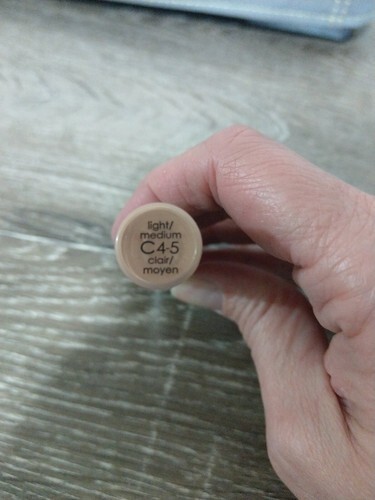 light/
medium
C4-5
clair/
moyen